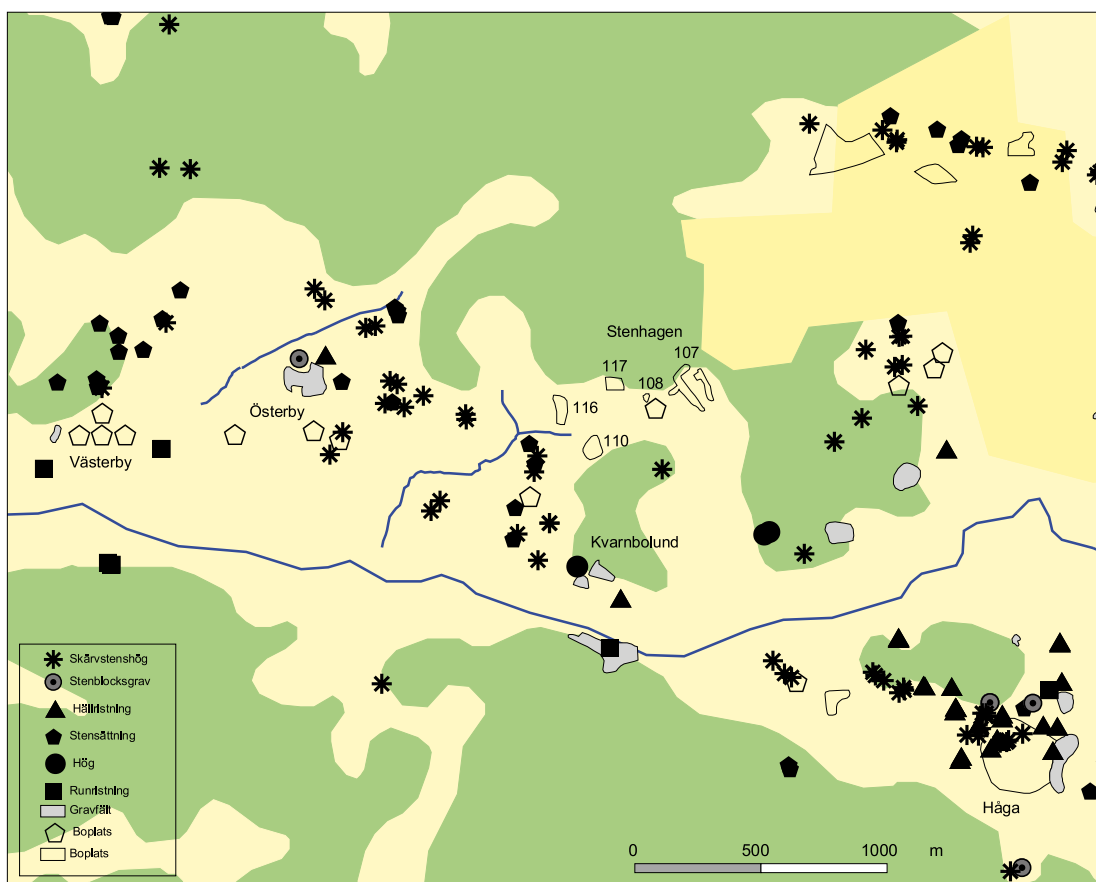 Stenhagen
107
117
108
116
110
Österby
Västerby
Kvarnbolund
Håga
Skärvstenshög
Stenblocksgrav
Hällristning
Stensättning
Hög
Runristning
Gravfält
Boplats
Boplats
0 500 1000 m